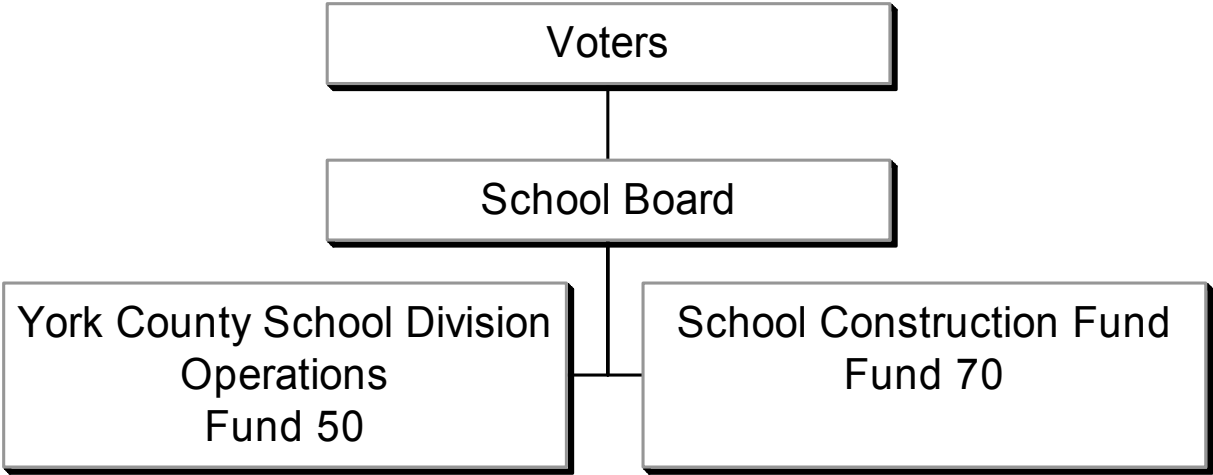 Voters
School Board
York County School Division
Operations
Fund 50
School Construction Fund
Fund 70